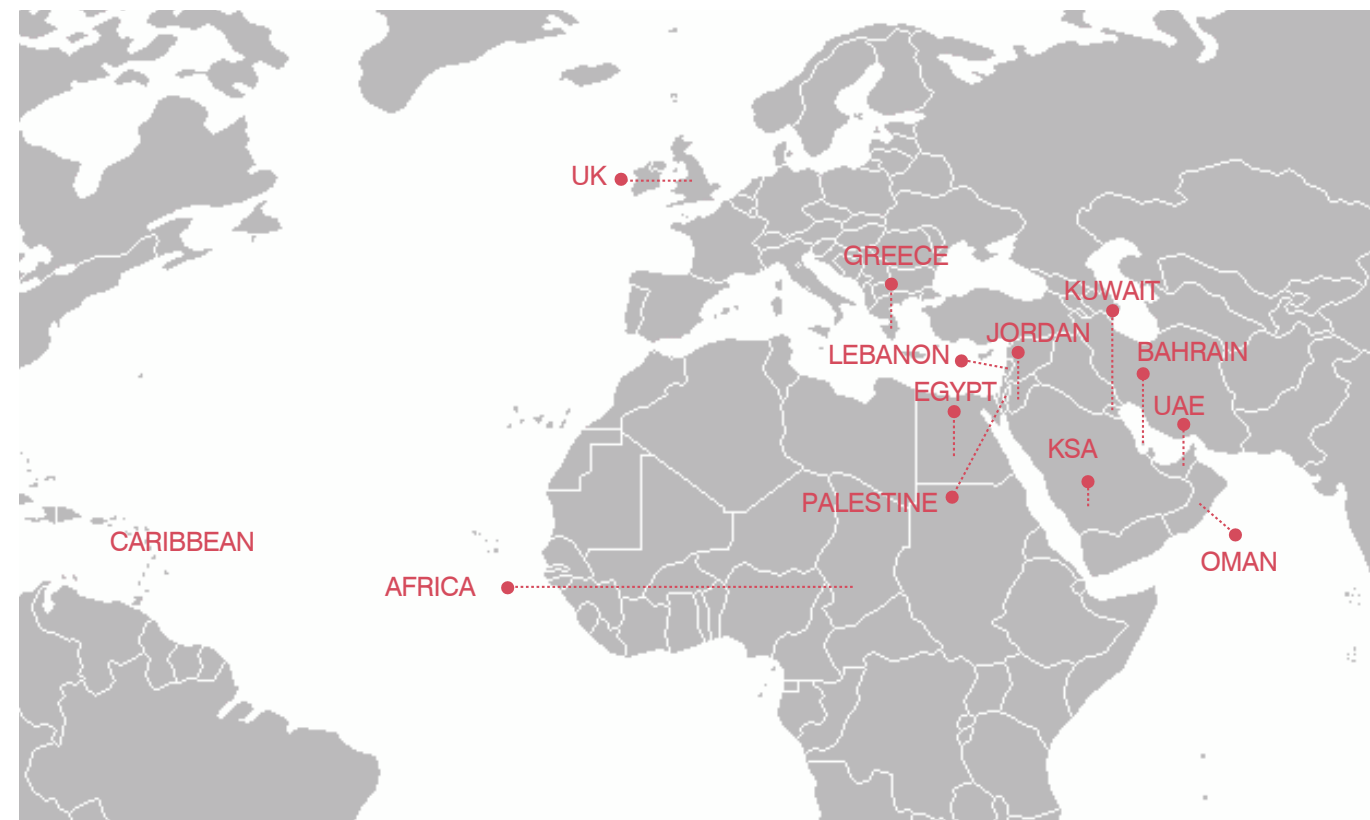 UK
GREECE
KUWAIT
JORDAN
LEBANON
BAHRAIN
EGYPT
UAE
KSA
PALESTINE
CARIBBEAN
OMAN
AFRICA